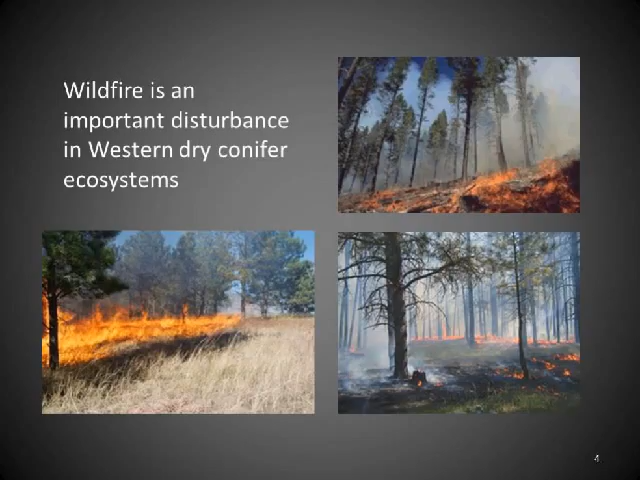 Wildfire is an
important disturbance
in Western dry conifer
ecosystems
4